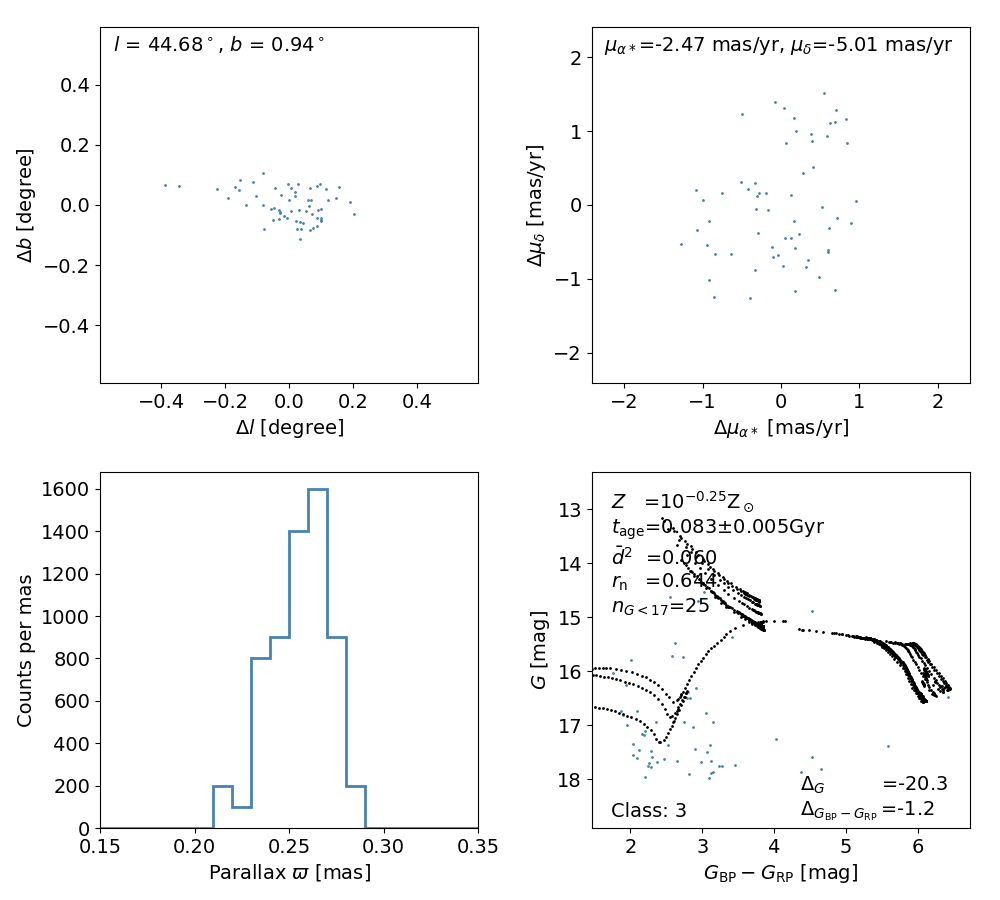 l = 44.68°, b = 0.94°
0.4
0.2
0.0
−0.2
−0.4
Δb [degree]
−0.4 −0.2 0.0 0.2 0.4
Δl [degree]
μα*=-2.47 mas/yr, μδ=-5.01 mas/yr
2
1
0
−1
−2
Δμδ [mas/yr]
−2 −1 0 1 2
Δμα* [mas/yr]
1600
1400
1200
1000
800
600
400
200
0
Counts per mas
0.15 0.20 0.25 0.30 0.35
Parallax ϖ [mas]
Z =10^−0.25 Z⊙
t_age=0.083±0.005Gyr
d̄² =0.060
r_n =0.644
n_G<17=25
13
14
15
16
17
18
G [mag]
Δ_G =-20.3
Δ_GBP−GRP =-1.2
Class: 3
2 3 4 5 6
G_BP − G_RP [mag]